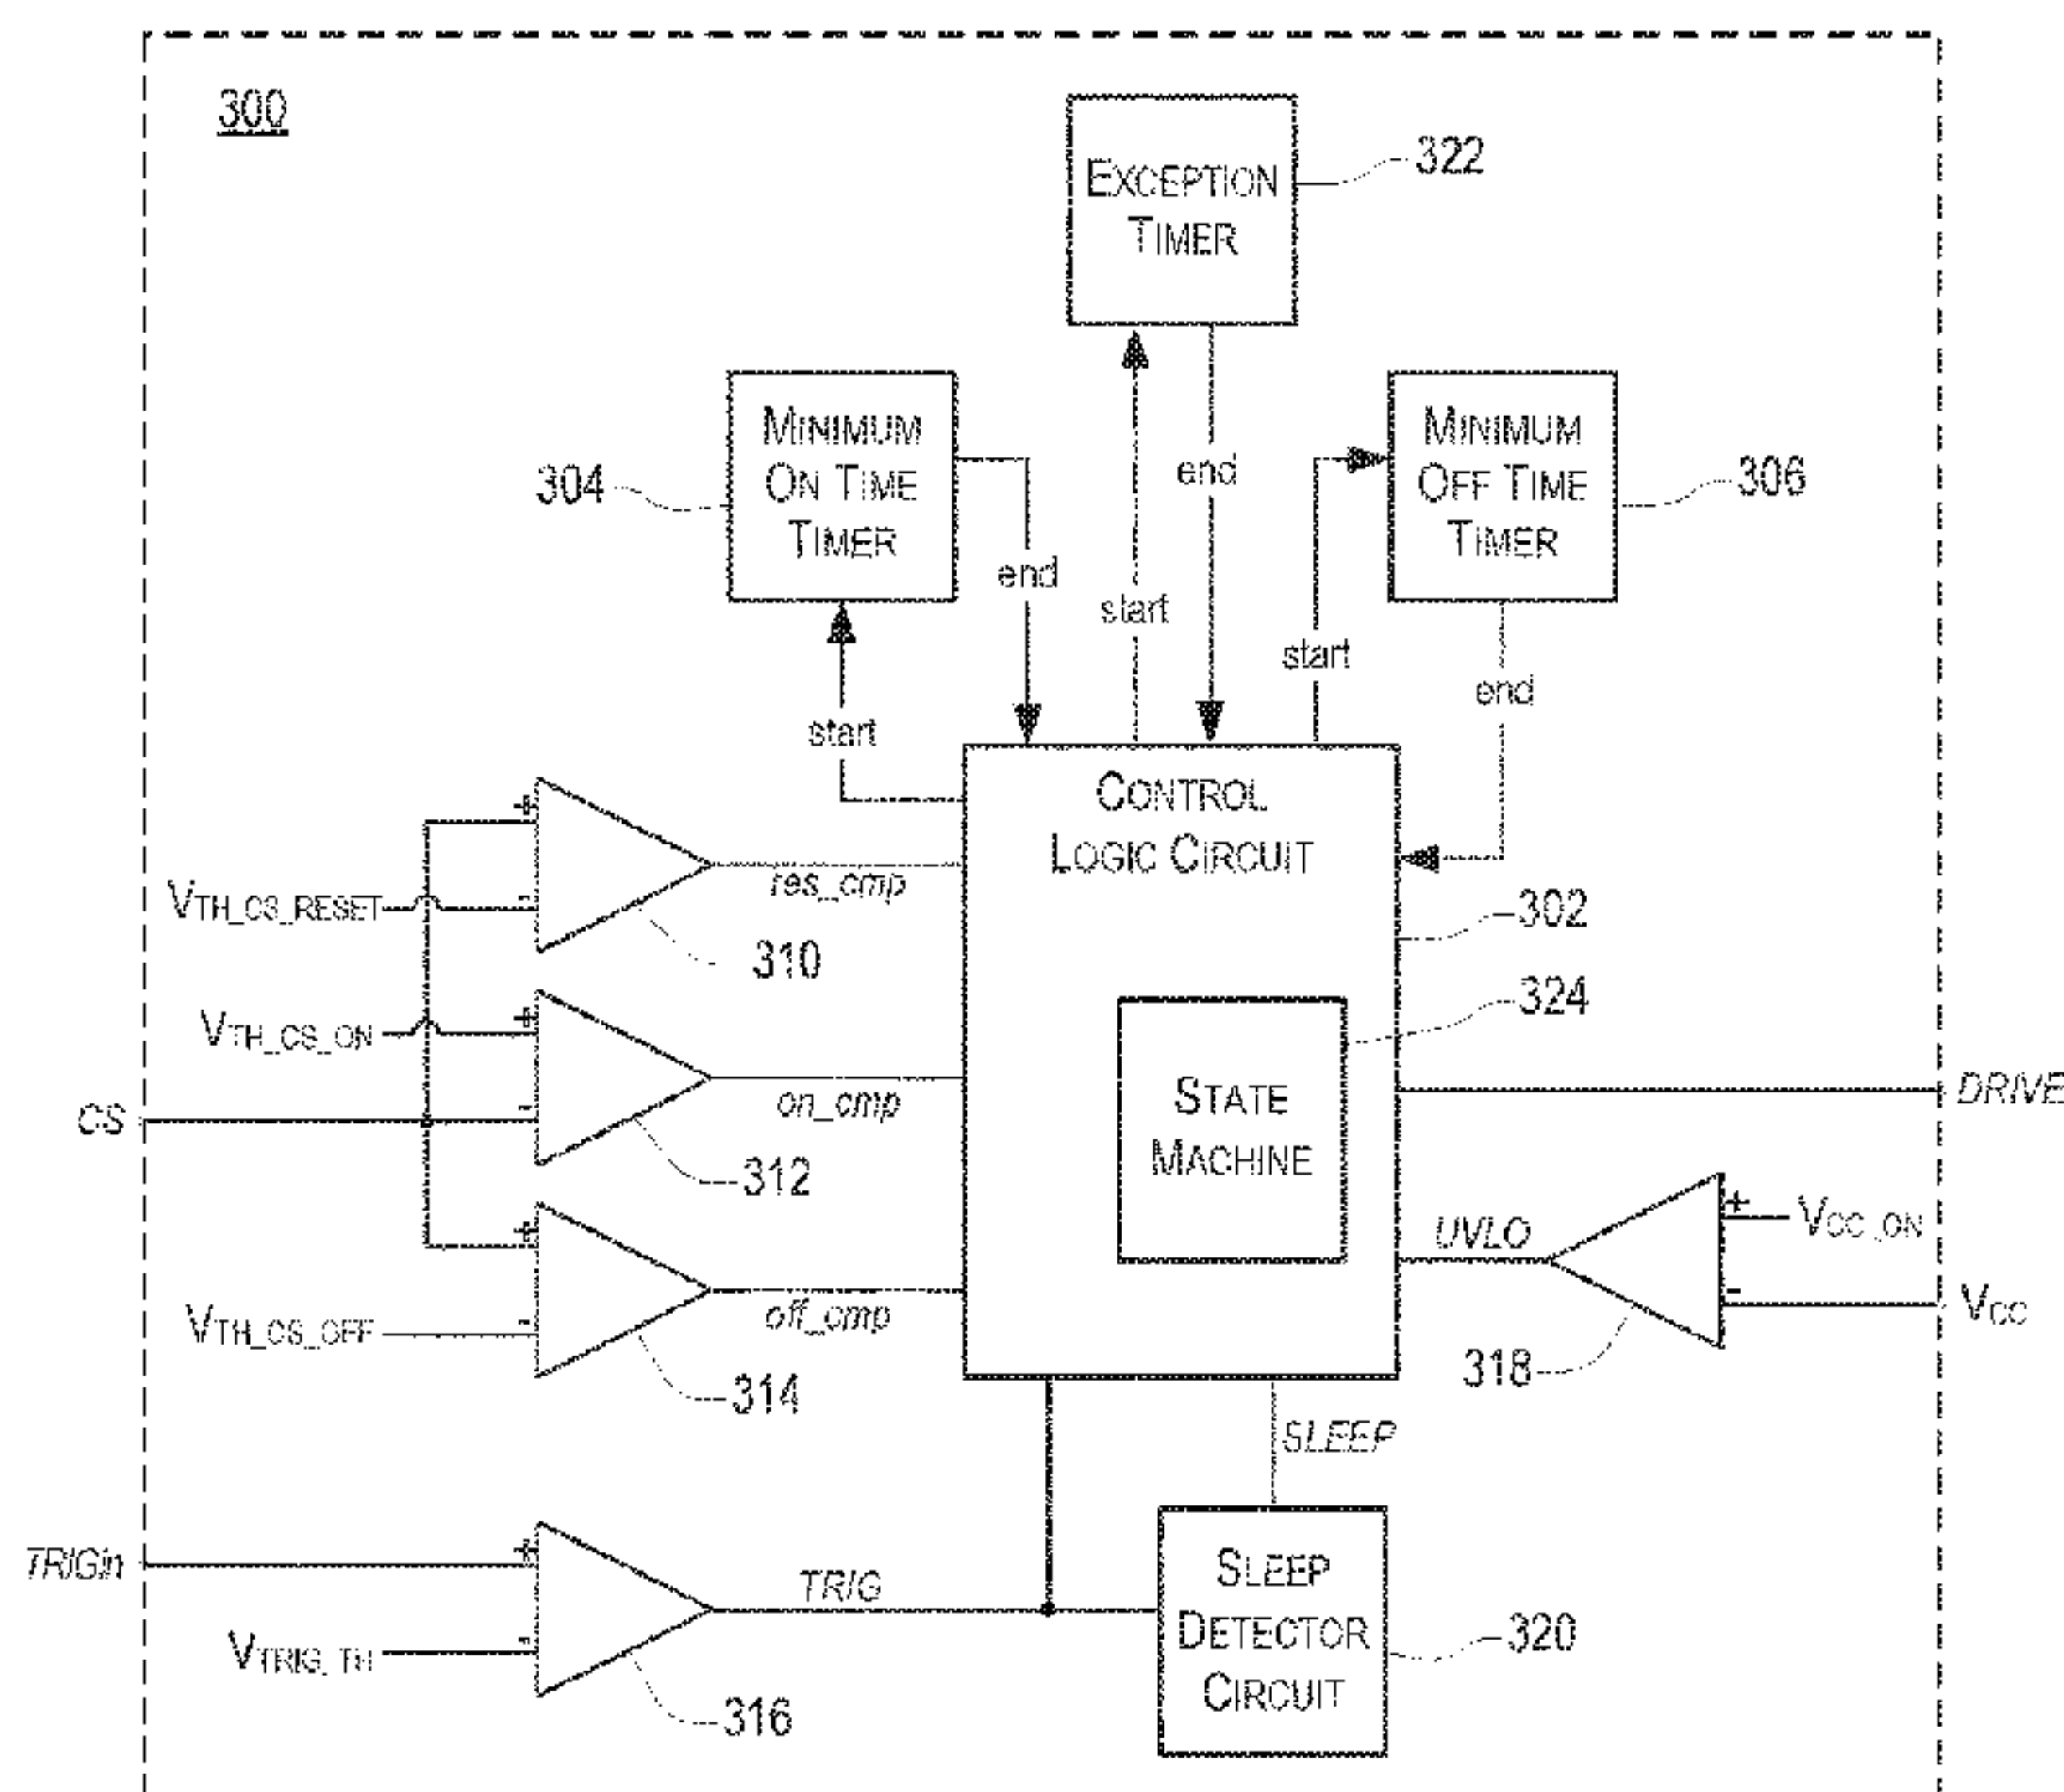 300
EXCEPTION
TIMER
322
MINIMUM
ON TIME
TIMER
304
end
start
start
end
start
MINIMUM
OFF TIME
TIMER
306
end
CONTROL
LOGIC CIRCUIT
302
STATE
MACHINE
324
+
VTH_CS_RESET
-
res_cmp
310
VTH_CS_ON
+
CS
-
on_cmp
312
+
VTH_CS_OFF
-
off_cmp
314
DRIVE
UVLO
+
VCC_ON
-
VCC
318
SLEEP
TRIGin
+
VTRIG_TH
-
TRIG
316
SLEEP
DETECTOR
CIRCUIT
320